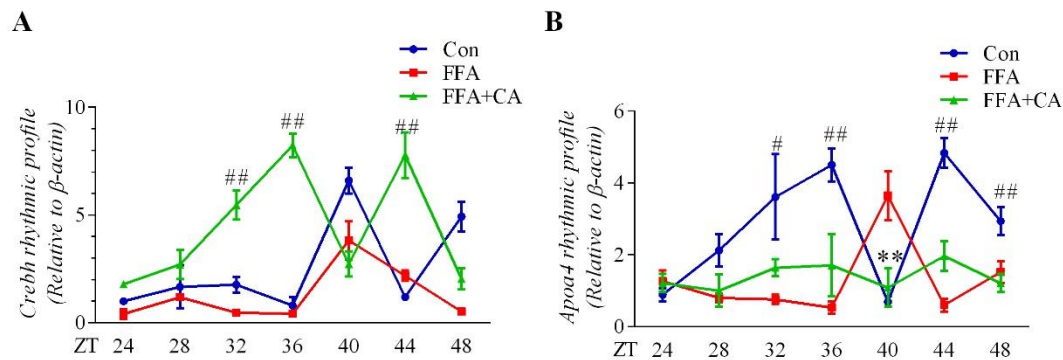 A
Con
FFA
FFA+CA
Crebh rhythmic profile
(Relative to β-actin)
10
5
0
##
##
##
ZT 24 28 32 36 40 44 48
B
Con
FFA
FFA+CA
Apoa4 rhythmic profile
(Relative to β-actin)
6
4
2
0
#
##
**
##
##
ZT 24 28 32 36 40 44 48